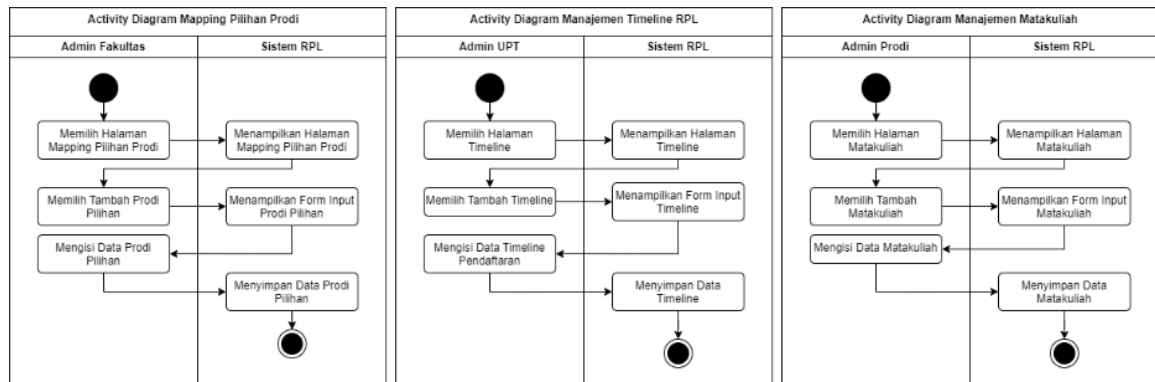 Activity Diagram Mapping Pilihan Prodi
Admin Fakultas
Sistem RPL
Memilih Halaman
Mapping Pilihan Prodi
Menampilkan Halaman
Mapping Pilihan Prodi
Memilih Tambah Prodi
Pilihan
Menampilkan Form Input
Prodi Pilihan
Mengisi Data Prodi
Pilihan
Menyimpan Data Prodi
Pilihan
Activity Diagram Manajemen Timeline RPL
Admin UPT
Sistem RPL
Memilih Halaman
Timeline
Menampilkan Halaman
Timeline
Memilih Tambah Timeline
Menampilkan Form Input
Timeline
Mengisi Data Timeline
Pendaftaran
Menyimpan Data
Timeline
Activity Diagram Manajemen Matakuliah
Admin Prodi
Sistem RPL
Memilih Halaman
Matakuliah
Menampilkan Halaman
Matakuliah
Memilih Tambah
Matakuliah
Menampilkan Form Input
Matakuliah
Mengisi Data Matakuliah
Menyimpan Data
Matakuliah